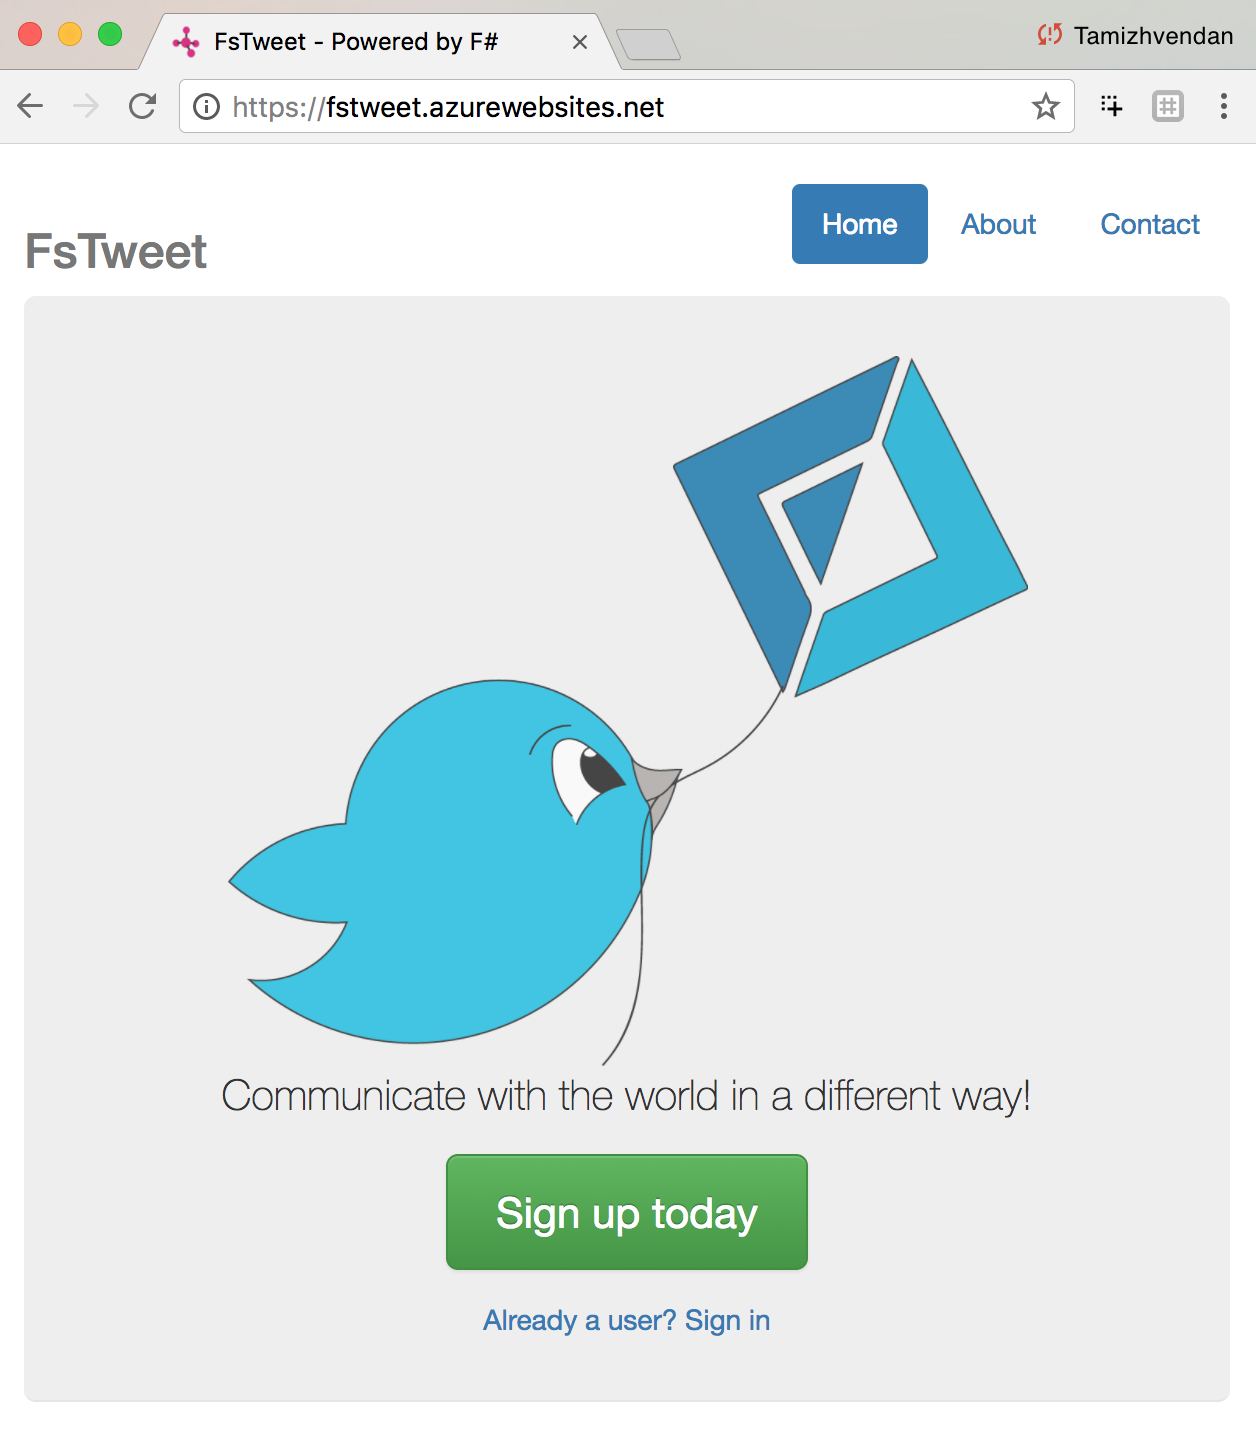 FsTweet - Powered by F#
Tamizhvendan
https://fstweet.azurewebsites.net
Home
About
Contact
FsTweet
Communicate with the world in a different way!
Sign up today
Already a user? Sign in